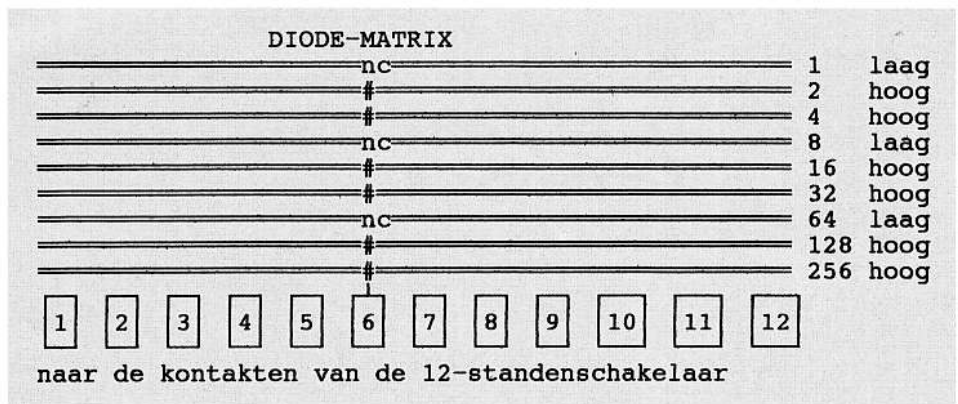 DIODE-MATRIX
nc 1 laag
# 2 hoog
# 4 hoog
nc 8 laag
# 16 hoog
# 32 hoog
nc 64 laag
# 128 hoog
# 256 hoog
1 2 3 4 5 6 7 8 9 10 11 12
naar de kontakten van de 12-standenschakelaar